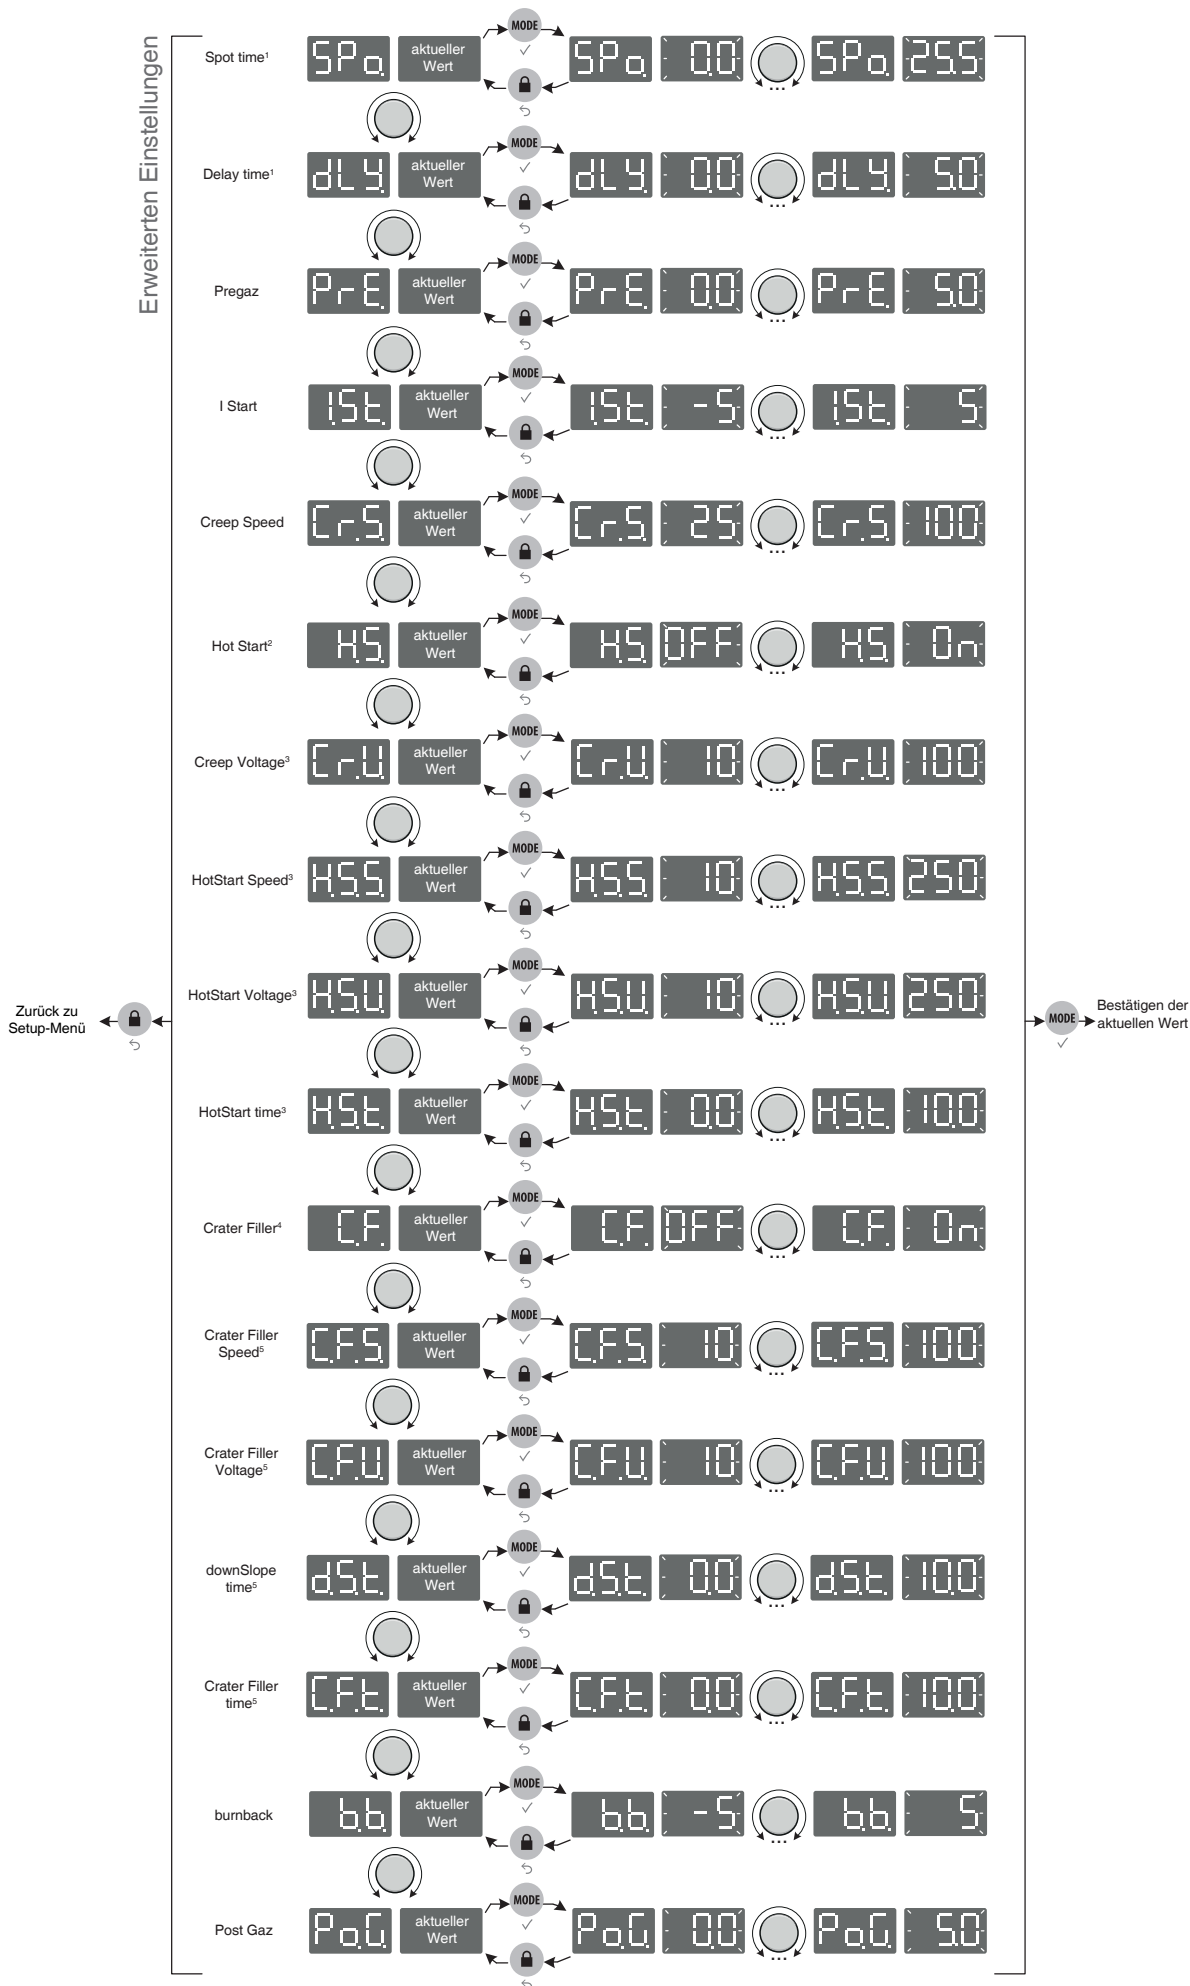 Erweiterten Einstellungen
Spot time¹ SPo. aktueller Wert MODE SPo. 0.0 ... SPo. 25.5
Delay time¹ dLY. aktueller Wert MODE dLY. 0.0 ... dLY. 5.0
Pregaz PrE. aktueller Wert MODE PrE. 0.0 ... PrE. 5.0
I Start I.St. aktueller Wert MODE I.St. -5 ... I.St. 5
Creep Speed Cr.S. aktueller Wert MODE Cr.S. 25 ... Cr.S. 100
Hot Start² H.S. aktueller Wert MODE H.S. OFF ... H.S. On
Creep Voltage³ Cr.U. aktueller Wert MODE Cr.U. 10 ... Cr.U. 100
HotStart Speed³ H.S.S. aktueller Wert MODE H.S.S. 10 ... H.S.S. 250
HotStart Voltage³ H.S.U. aktueller Wert MODE H.S.U. 10 ... H.S.U. 250
Zurück zu
Setup-Menü
MODE Bestätigen der
aktuellen Wert
HotStart time³ H.S.t. aktueller Wert MODE H.S.t. 0.0 ... H.S.t. 10.0
Crater Filler⁴ C.F. aktueller Wert MODE C.F. OFF ... C.F. On
Crater Filler Speed⁵ C.F.S. aktueller Wert MODE C.F.S. 10 ... C.F.S. 100
Crater Filler Voltage⁵ C.F.U. aktueller Wert MODE C.F.U. 10 ... C.F.U. 100
downSlope time⁵ d.S.t. aktueller Wert MODE d.S.t. 0.0 ... d.S.t. 10.0
Crater Filler time⁵ C.F.t. aktueller Wert MODE C.F.t. 0.0 ... C.F.t. 10.0
burnback b.b. aktueller Wert MODE b.b. -5 ... b.b. 5
Post Gaz Po.G. aktueller Wert MODE Po.G. 0.0 ... Po.G. 5.0